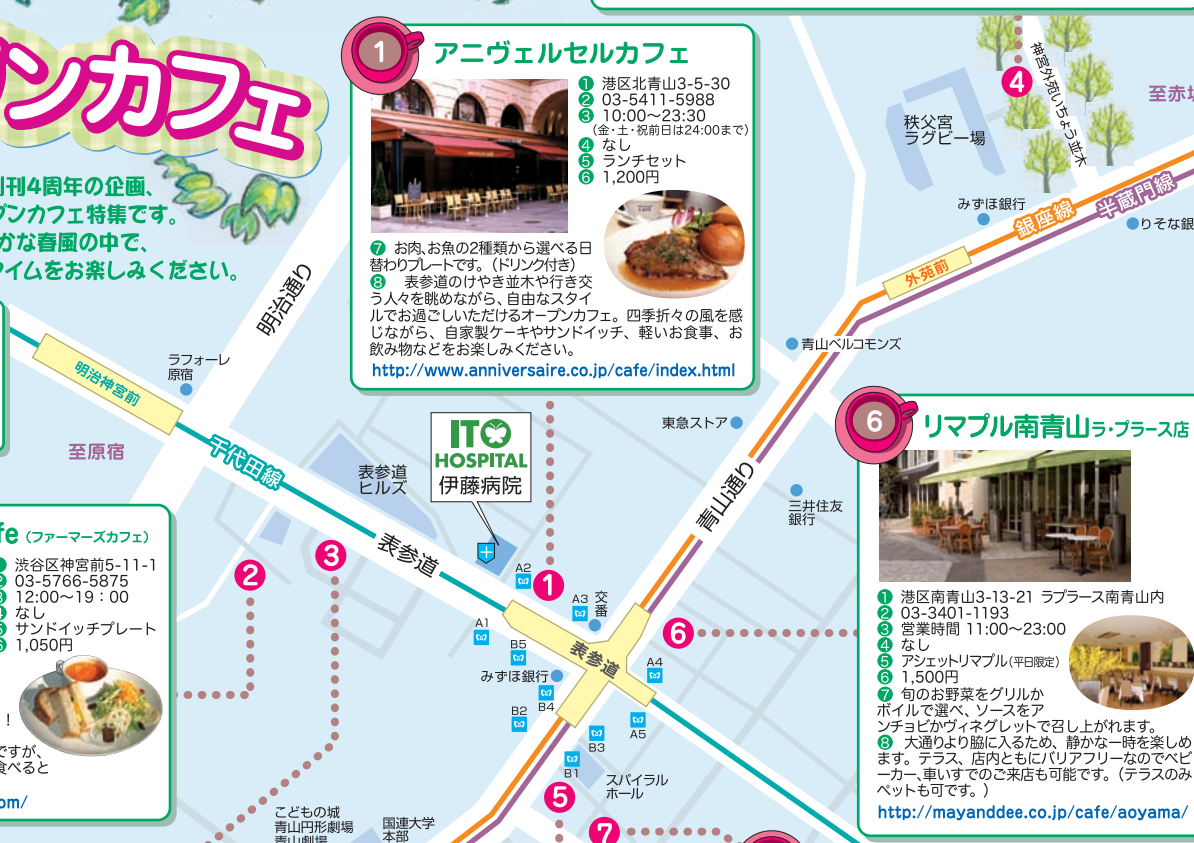 ンカフェ
刊4周年の企画、
プンカフェ特集です。
かな春風の中で、
タイムをお楽しみください。
1
アニヴェルセルカフェ
1 港区北青山3-5-30
2 03-5411-5988
3 10:00〜23:30
(金・土・祝前日は24:00まで)
4 なし
5 ランチセット
6 1,200円
7 お肉、お魚の2種類から選べる日
替わりプレートです。(ドリンク付き)
8 表参道のけやき並木や行き交
う人々を眺めながら、自由なスタイ
ルでお過ごしいただけるオープンカフェ。四季折々の風を感
じながら、自家製ケーキやサンドイッチ、軽いお食事、お
飲み物などをお楽しみください。
http://www.anniversaire.co.jp/cafe/index.html
4
神宮外苑いちょう並木
至赤坂
秩父宮
ラグビー場
みずほ銀行
銀座線
半蔵門線
りそな銀
外苑前
明治通り
ラフォーレ
原宿
明治神宮前
至原宿
千代田線
青山ベルコモンズ
東急ストア
ITO
HOSPITAL
伊藤病院
表参道
ヒルズ
青山通り
三井住友
銀行
表参道
2
3
A2
1
A3
交番
A1
B5
表参道
A4
6
みずほ銀行
B4
B2
A5
B3
B1
スパイラル
ホール
5
7
こどもの城
青山円形劇場
青山劇場
国連大学
本部
fe (ファーマーズカフェ)
渋谷区神宮前5-11-1
03-5766-5875
12:00〜19:00
なし
サンドイッチプレート
1,050円
!
ですが、
食べると
om/
6
リマプル南青山ラ・プラース店
1 港区南青山3-13-21 ラプラース南青山内
2 03-3401-1193
3 営業時間 11:00〜23:00
4 なし
5 アシェットリマプル(平日限定)
6 1,500円
7 旬のお野菜をグリルか
ボイルで選べ、ソースをア
ンチョビかヴィネグレットで召し上がれます。
8 大通りより脇に入るため、静かな一時を楽しめ
ます。テラス、店内ともにバリアフリーなのでベビ
ーカー、車いすでのご来店も可能です。(テラスのみ
ペットも可です。)
http://mayanddee.co.jp/cafe/aoyama/